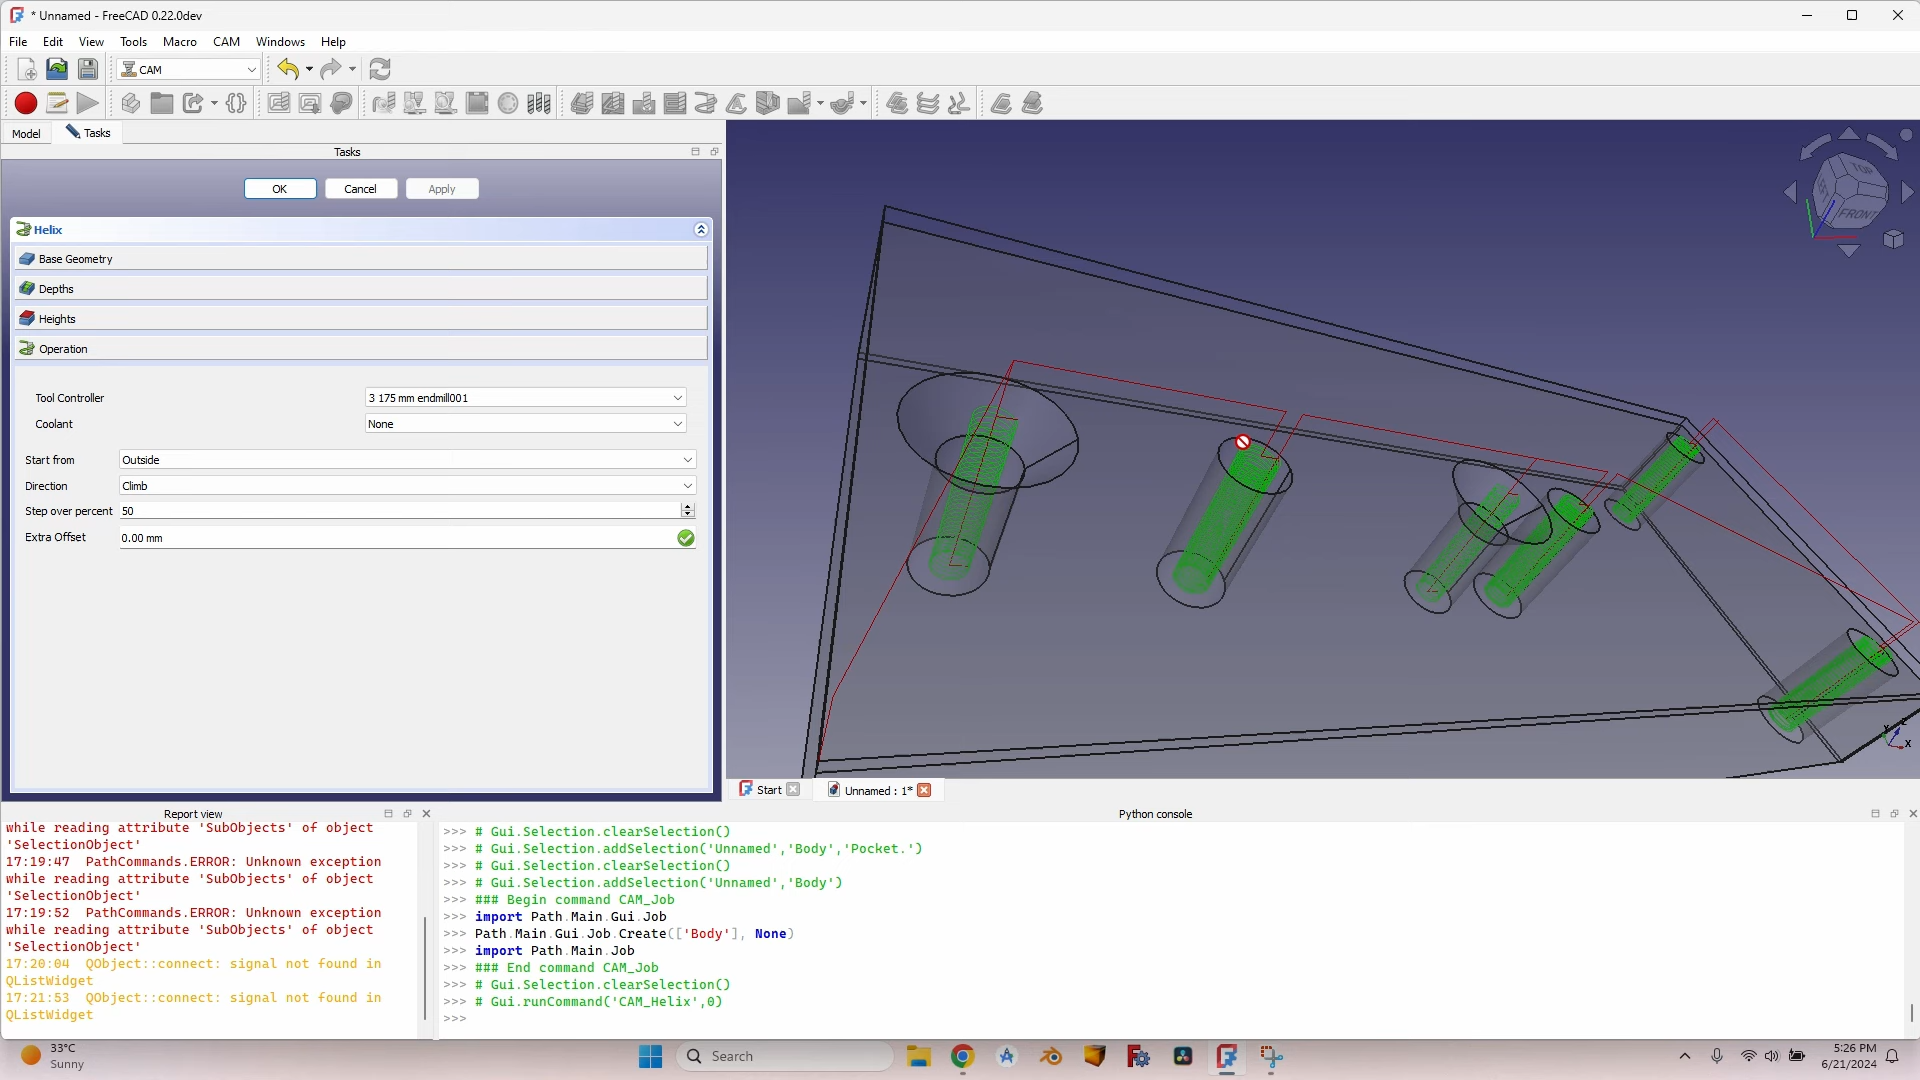 * Unnamed - FreeCAD 0.22.0dev
File Edit View Tools Macro CAM Windows Help
CAM
Model Tasks
Tasks
OK Cancel Apply
Helix
Base Geometry
Depths
Heights
Operation
Tool Controller 3 175 mm endmill001
Coolant None
Start from Outside
Direction Climb
Step over percent 50
Extra Offset 0.00 mm
TOP
FRONT
X
Start Unnamed : 1*
Report view
while reading attribute 'SubObjects' of object
'SelectionObject'
17:19:47 PathCommands.ERROR: Unknown exception
while reading attribute 'SubObjects' of object
'SelectionObject'
17:19:52 PathCommands.ERROR: Unknown exception
while reading attribute 'SubObjects' of object
'SelectionObject'
17:20:04 QObject::connect: signal not found in
QListWidget
17:21:53 QObject::connect: signal not found in
QListWidget
Python console
>>> # Gui.Selection.clearSelection()
>>> # Gui.Selection.addSelection('Unnamed','Body','Pocket.')
>>> # Gui.Selection.clearSelection()
>>> # Gui.Selection.addSelection('Unnamed','Body')
>>> ### Begin command CAM_Job
>>> import Path.Main.Gui.Job
>>> Path.Main.Gui.Job.Create(['Body'], None)
>>> import Path.Main.Job
>>> ### End command CAM_Job
>>> # Gui.Selection.clearSelection()
>>> # Gui.runCommand('CAM_Helix',0)
>>>
33°C
Sunny
Search
5:26 PM
6/21/2024